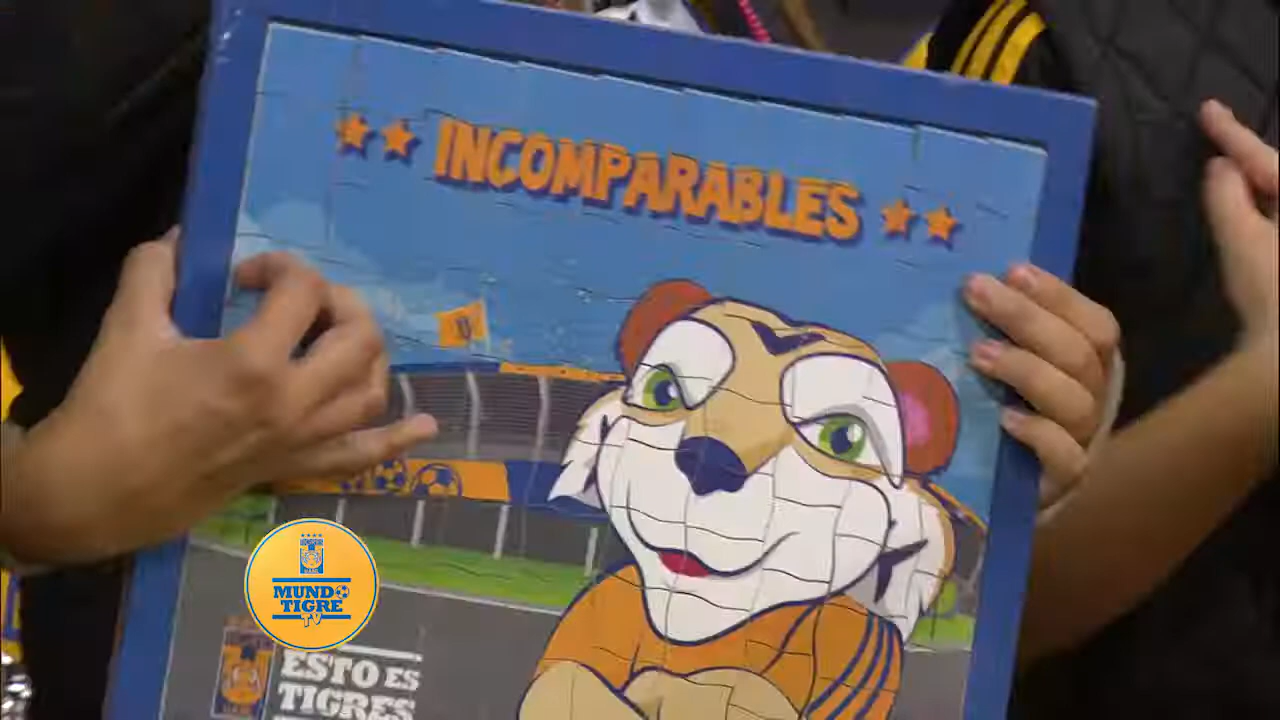 INCOMPARABLES
U
MUNDO
TIGRE
TV
ESTO ES
TIGRES